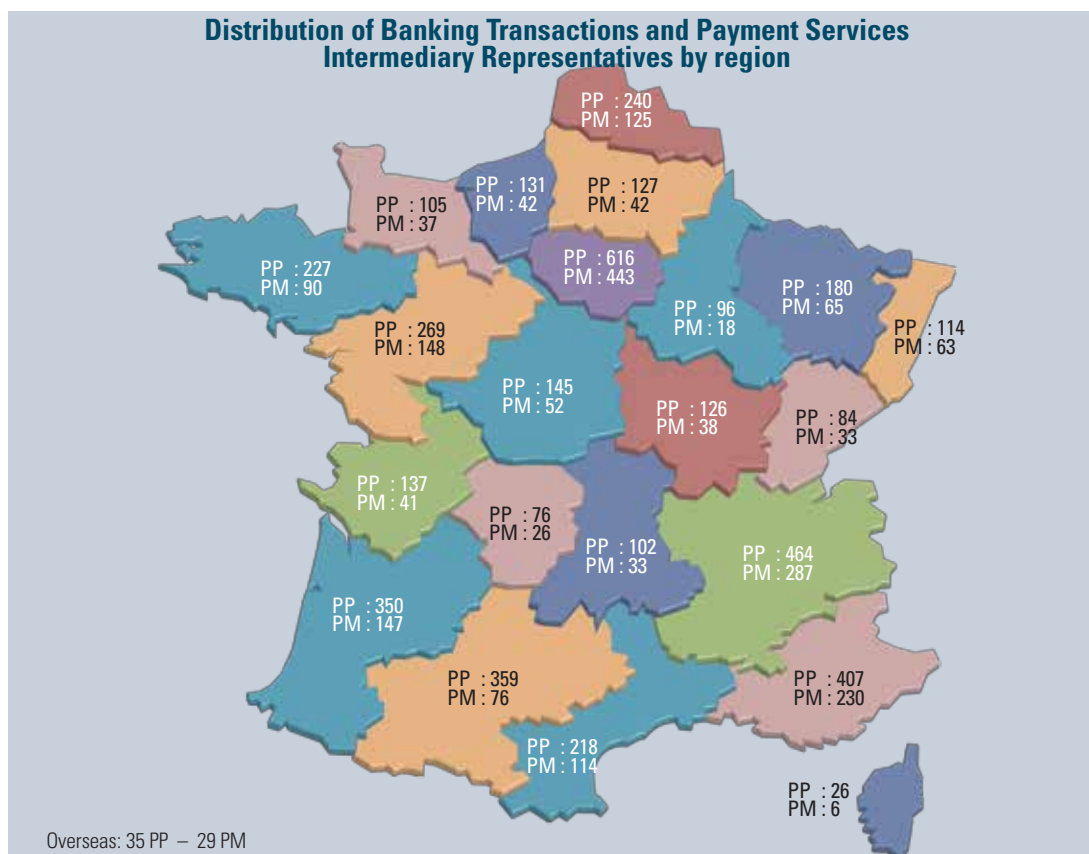 Distribution of Banking Transactions and Payment Services
Intermediary Representatives by region
PP : 240
PM : 125
PP : 131
PM : 42
PP : 127
PM : 42
PP : 105
PM : 37
PP : 616
PM : 443
PP : 227
PM : 90
PP : 180
PM : 65
PP : 96
PM : 18
PP : 114
PM : 63
PP : 269
PM : 148
PP : 145
PM : 52
PP : 126
PM : 38
PP : 84
PM : 33
PP : 137
PM : 41
PP : 76
PM : 26
PP : 102
PM : 33
PP : 464
PM : 287
PP : 350
PM : 147
PP : 359
PM : 76
PP : 407
PM : 230
PP : 218
PM : 114
PP : 26
PM : 6
Overseas: 35 PP – 29 PM